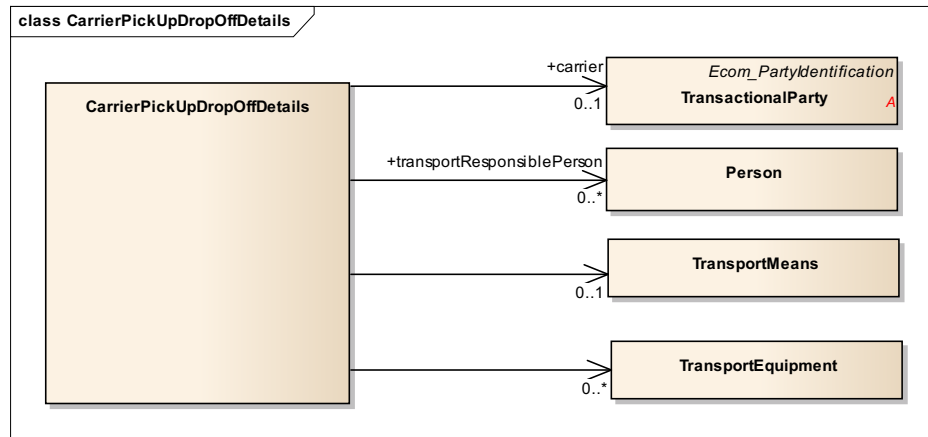 class CarrierPickUpDropOffDetails
CarrierPickUpDropOffDetails
+carrier
0..1
Ecom_PartyIdentification
TransactionalParty
A
+transportResponsiblePerson
0..*
Person
0..1
TransportMeans
0..*
TransportEquipment